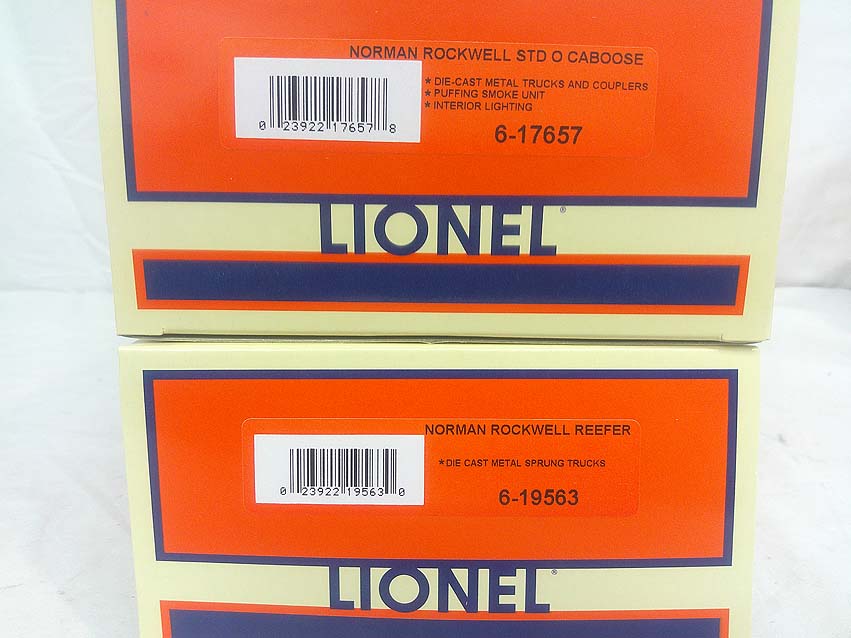 NORMAN ROCKWELL STD O CABOOSE
* DIE-CAST METAL TRUCKS AND COUPLERS
* PUFFING SMOKE UNIT
* INTERIOR LIGHTING
0 23922 17657 8
6-17657
LIONEL®
NORMAN ROCKWELL REEFER
*DIE CAST METAL SPRUNG TRUCKS
0 23922 19563 0
6-19563
LIONEL®